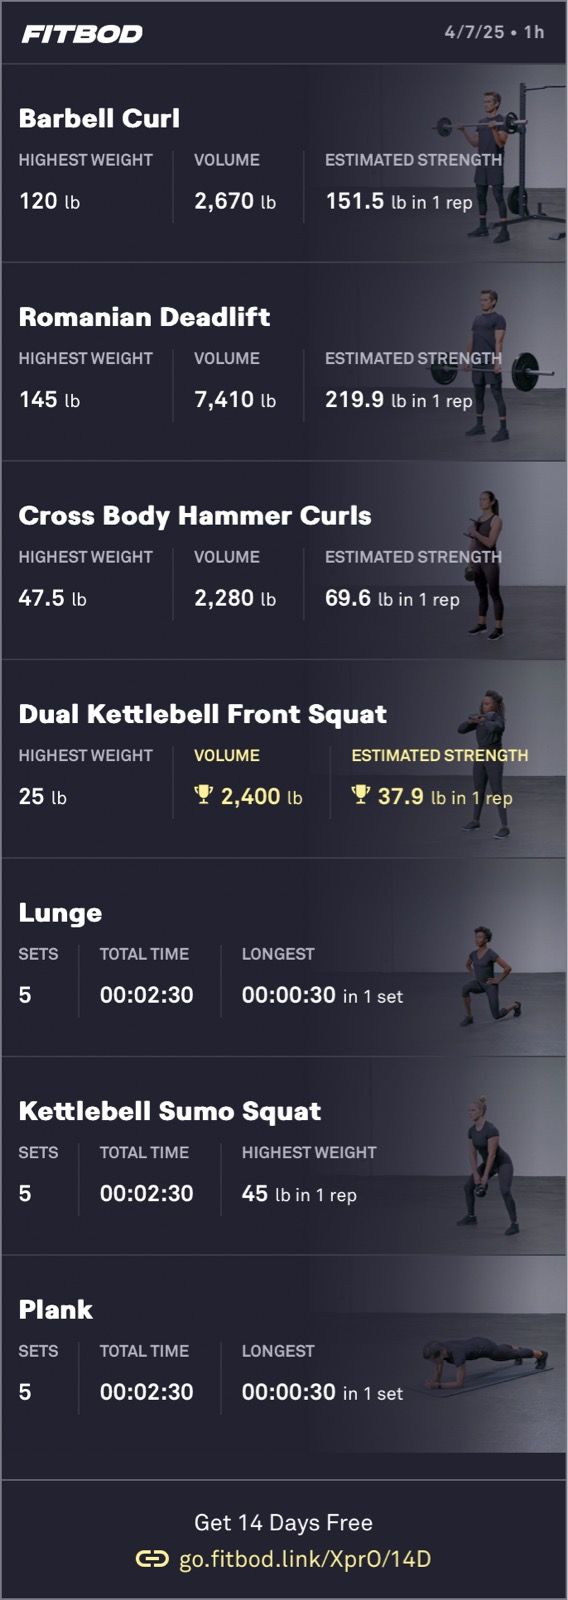 FITBOD
4/7/25 • 1h
Barbell Curl
HIGHEST WEIGHT VOLUME ESTIMATED STRENGTH
120 lb 2,670 lb 151.5 lb in 1 rep
Romanian Deadlift
HIGHEST WEIGHT VOLUME ESTIMATED STRENGTH
145 lb 7,410 lb 219.9 lb in 1 rep
Cross Body Hammer Curls
HIGHEST WEIGHT VOLUME ESTIMATED STRENGTH
47.5 lb 2,280 lb 69.6 lb in 1 rep
Dual Kettlebell Front Squat
HIGHEST WEIGHT VOLUME ESTIMATED STRENGTH
25 lb 2,400 lb 37.9 lb in 1 rep
Lunge
SETS TOTAL TIME LONGEST
5 00:02:30 00:00:30 in 1 set
Kettlebell Sumo Squat
SETS TOTAL TIME HIGHEST WEIGHT
5 00:02:30 45 lb in 1 rep
Plank
SETS TOTAL TIME LONGEST
5 00:02:30 00:00:30 in 1 set
Get 14 Days Free
go.fitbod.link/XprO/14D